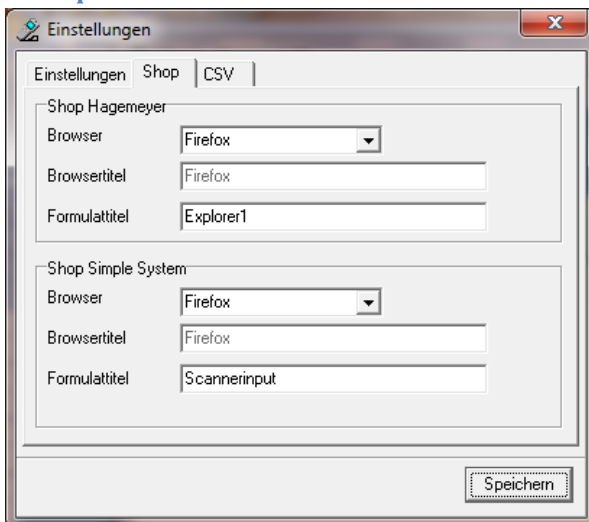 Einstellungen
Einstellungen Shop CSV
Shop Hagemeyer
Browser Firefox
Browsertitel Firefox
Formulattitel Explorer1
Shop Simple System
Browser Firefox
Browsertitel Firefox
Formulattitel Scannerinput
Speichern